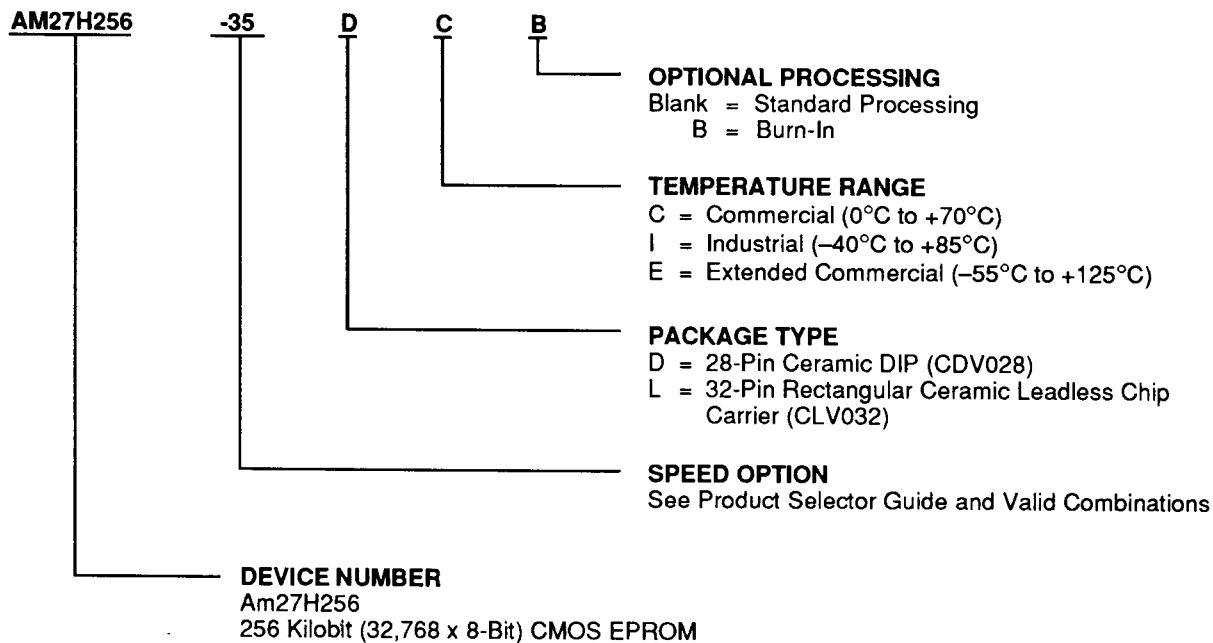 AM27H256 -35 D C B
OPTIONAL PROCESSING
Blank = Standard Processing
B = Burn-In
TEMPERATURE RANGE
C = Commercial (0°C to +70°C)
I = Industrial (–40°C to +85°C)
E = Extended Commercial (–55°C to +125°C)
PACKAGE TYPE
D = 28-Pin Ceramic DIP (CDV028)
L = 32-Pin Rectangular Ceramic Leadless Chip
Carrier (CLV032)
SPEED OPTION
See Product Selector Guide and Valid Combinations
DEVICE NUMBER
Am27H256
256 Kilobit (32,768 x 8-Bit) CMOS EPROM